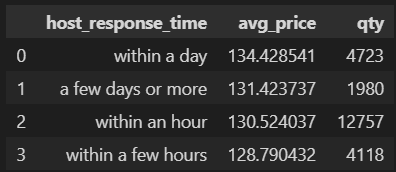 host_response_time avg_price qty
0 within a day 134.428541 4723
1 a few days or more 131.423737 1980
2 within an hour 130.524037 12757
3 within a few hours 128.790432 4118